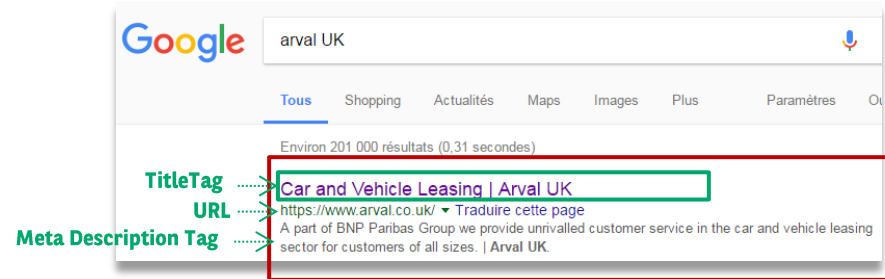 Google
arval UK
Tous Shopping Actualités Maps Images Plus Paramètres
Environ 201 000 résultats (0,31 secondes)
TitleTag
Car and Vehicle Leasing | Arval UK
URL
https://www.arval.co.uk/ Traduire cette page
Meta Description Tag
A part of BNP Paribas Group we provide unrivalled customer service in the car and vehicle leasing
sector for customers of all sizes. | Arval UK.